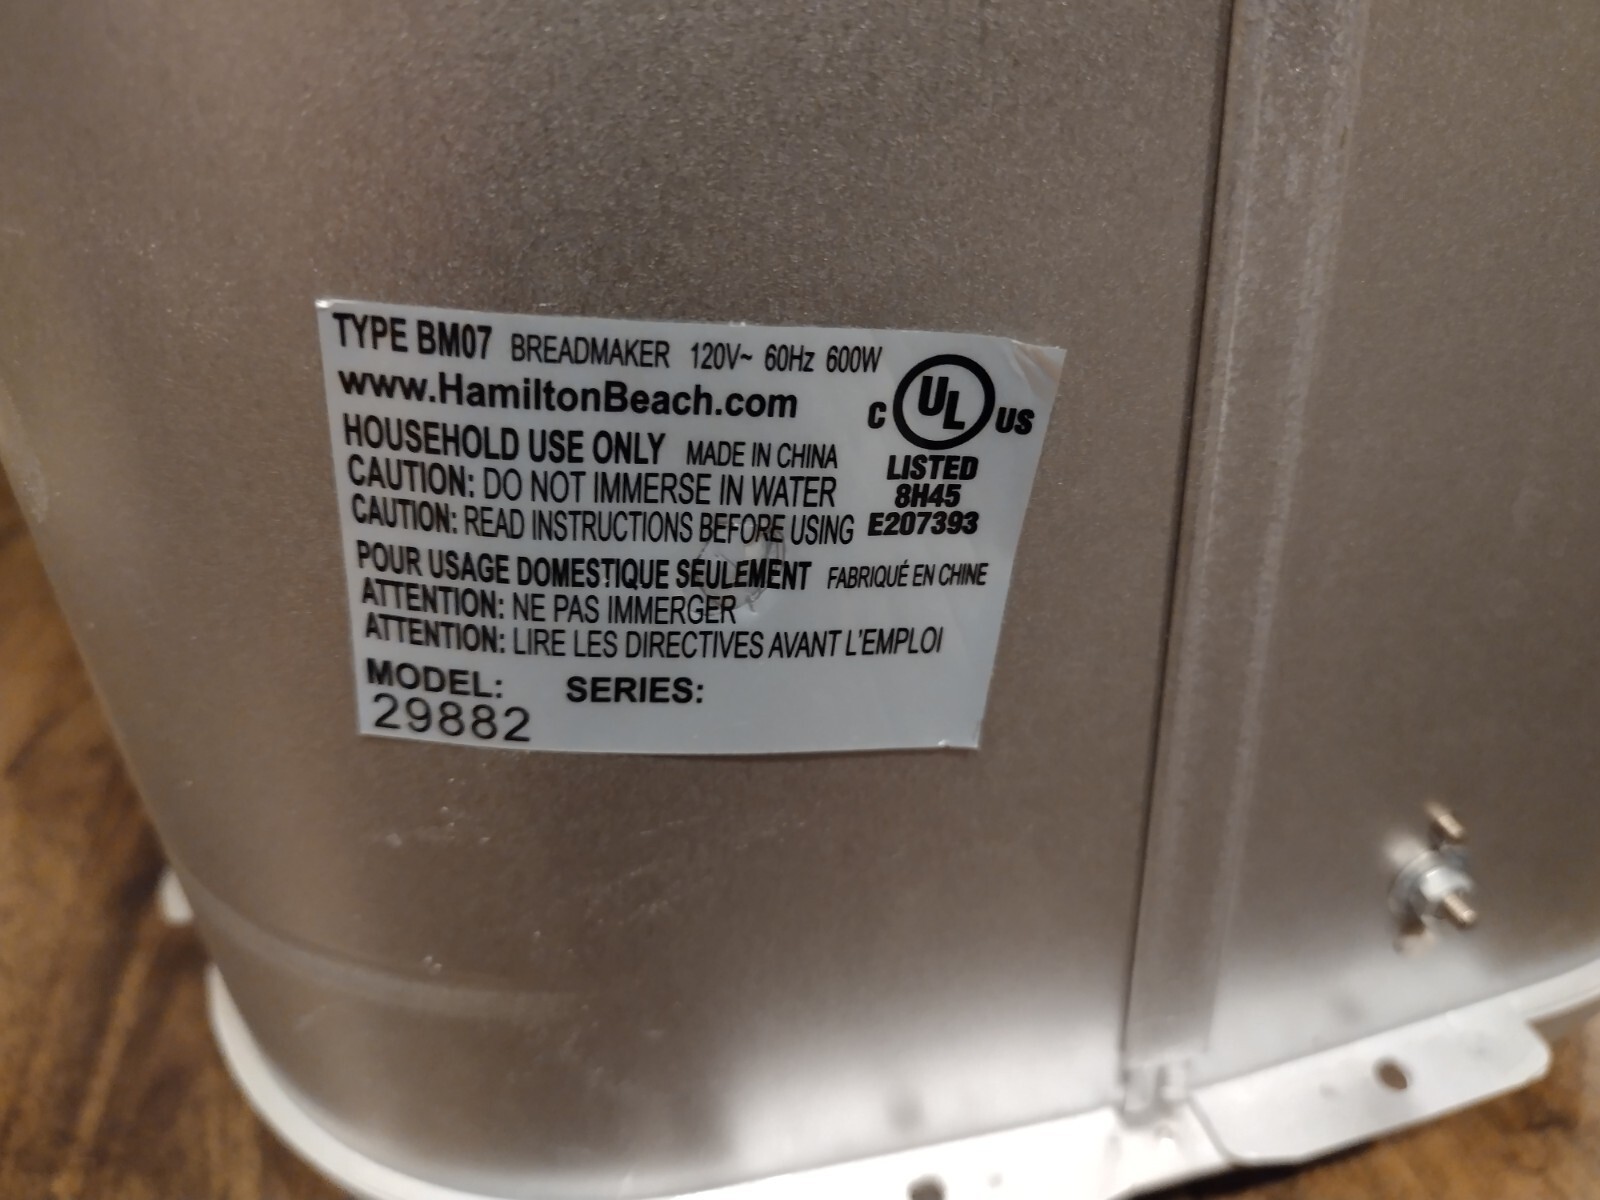 TYPE BM07 BREADMAKER 120V~ 60Hz 600W
www.HamiltonBeach.com
C UL US
HOUSEHOLD USE ONLY MADE IN CHINA
LISTED
CAUTION: DO NOT IMMERSE IN WATER
8H45
CAUTION: READ INSTRUCTIONS BEFORE USING
E207393
POUR USAGE DOMESTIQUE SEULEMENT FABRIQUÉ EN CHINE
ATTENTION: NE PAS IMMERGER
ATTENTION: LIRE LES DIRECTIVES AVANT L'EMPLOI
MODEL: SERIES:
29882